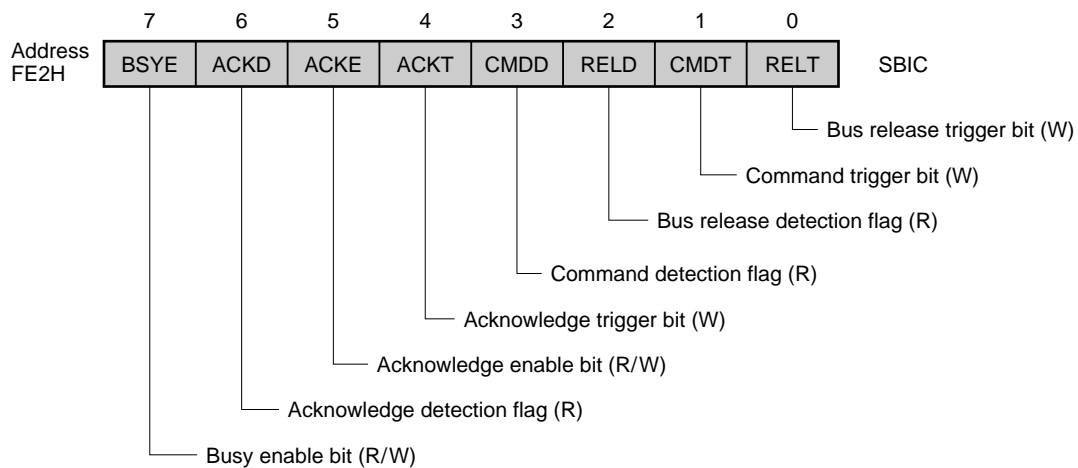 7 6 5 4 3 2 1 0
Address
FE2H BSYE ACKD ACKE ACKT CMDD RELD CMDT RELT SBIC
Bus release trigger bit (W)
Command trigger bit (W)
Bus release detection flag (R)
Command detection flag (R)
Acknowledge trigger bit (W)
Acknowledge enable bit (R/W)
Acknowledge detection flag (R)
Busy enable bit (R/W)